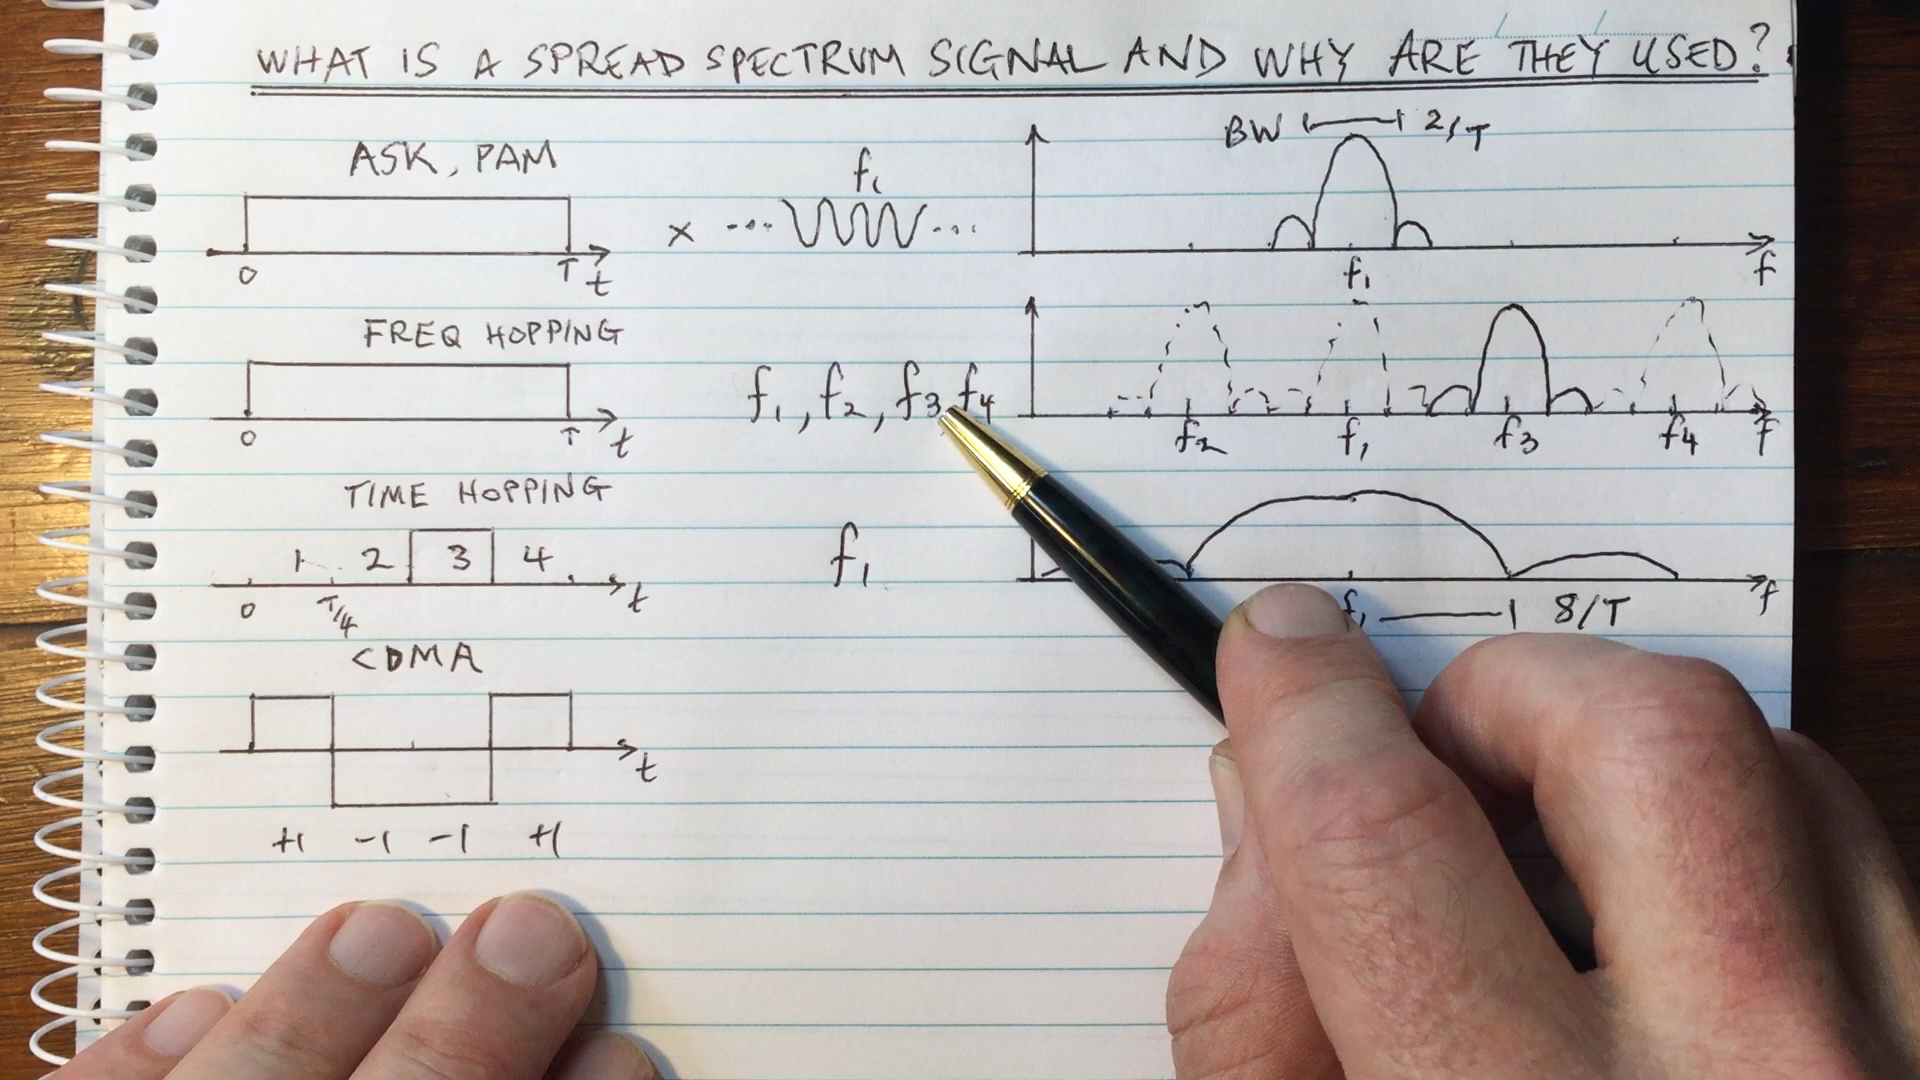 WHAT IS A SPREAD SPECTRUM SIGNAL AND WHY ARE THEY USED?
ASK, PAM
0 T t
x ... f1 ...
BW 2/T
f1 f
FREQ HOPPING
0 T t
f1, f2, f3, f4
f2 f1 f3 f4 f
TIME HOPPING
1 2 3 4
0 T/4 t
f1
f1 8/T f
CDMA
t
+1 -1 -1 +1